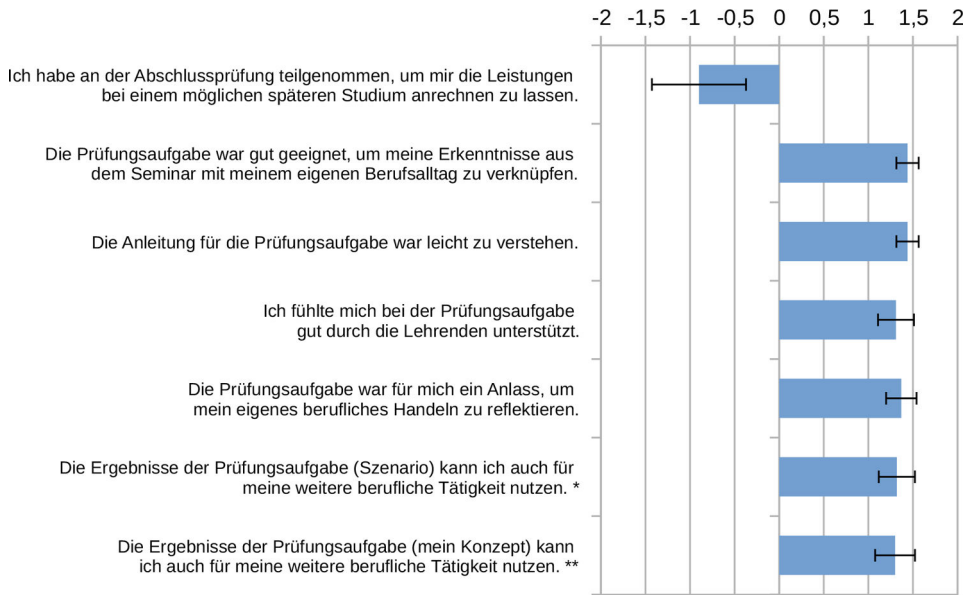 -2 -1,5 -1 -0,5 0 0,5 1 1,5 2
Ich habe an der Abschlussprüfung teilgenommen, um mir die Leistungen
bei einem möglichen späteren Studium anrechnen zu lassen.
Die Prüfungsaufgabe war gut geeignet, um meine Erkenntnisse aus
dem Seminar mit meinem eigenen Berufsalltag zu verknüpfen.
Die Anleitung für die Prüfungsaufgabe war leicht zu verstehen.
Ich fühlte mich bei der Prüfungsaufgabe
gut durch die Lehrenden unterstützt.
Die Prüfungsaufgabe war für mich ein Anlass, um
mein eigenes berufliches Handeln zu reflektieren.
Die Ergebnisse der Prüfungsaufgabe (Szenario) kann ich auch für
meine weitere berufliche Tätigkeit nutzen. *
Die Ergebnisse der Prüfungsaufgabe (mein Konzept) kann
ich auch für meine weitere berufliche Tätigkeit nutzen. **